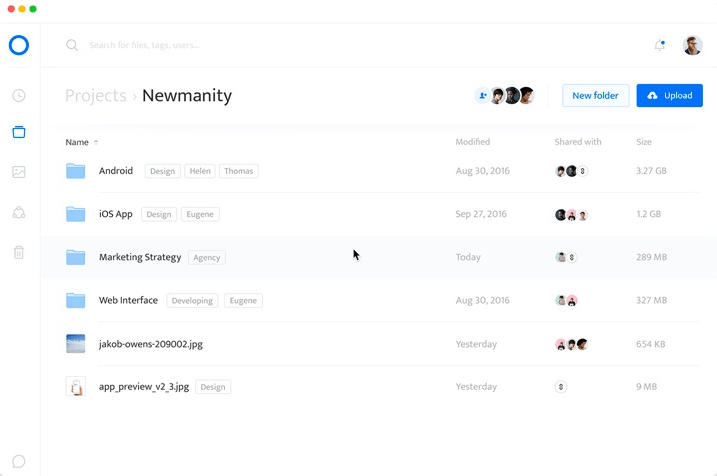 Search for files, tags, users...
Projects › Newmanity
New folder
Upload
Name Modified Shared with Size
Android Design Helen Thomas Aug 30, 2016 3.27 GB
iOS App Design Eugene Sep 27, 2016 1.2 GB
Marketing Strategy Agency Today 289 MB
Web Interface Developing Eugene Aug 30, 2016 327 MB
jakob-owens-209002.jpg Yesterday 654 KB
app_preview_v2_3.jpg Design Yesterday 9 MB